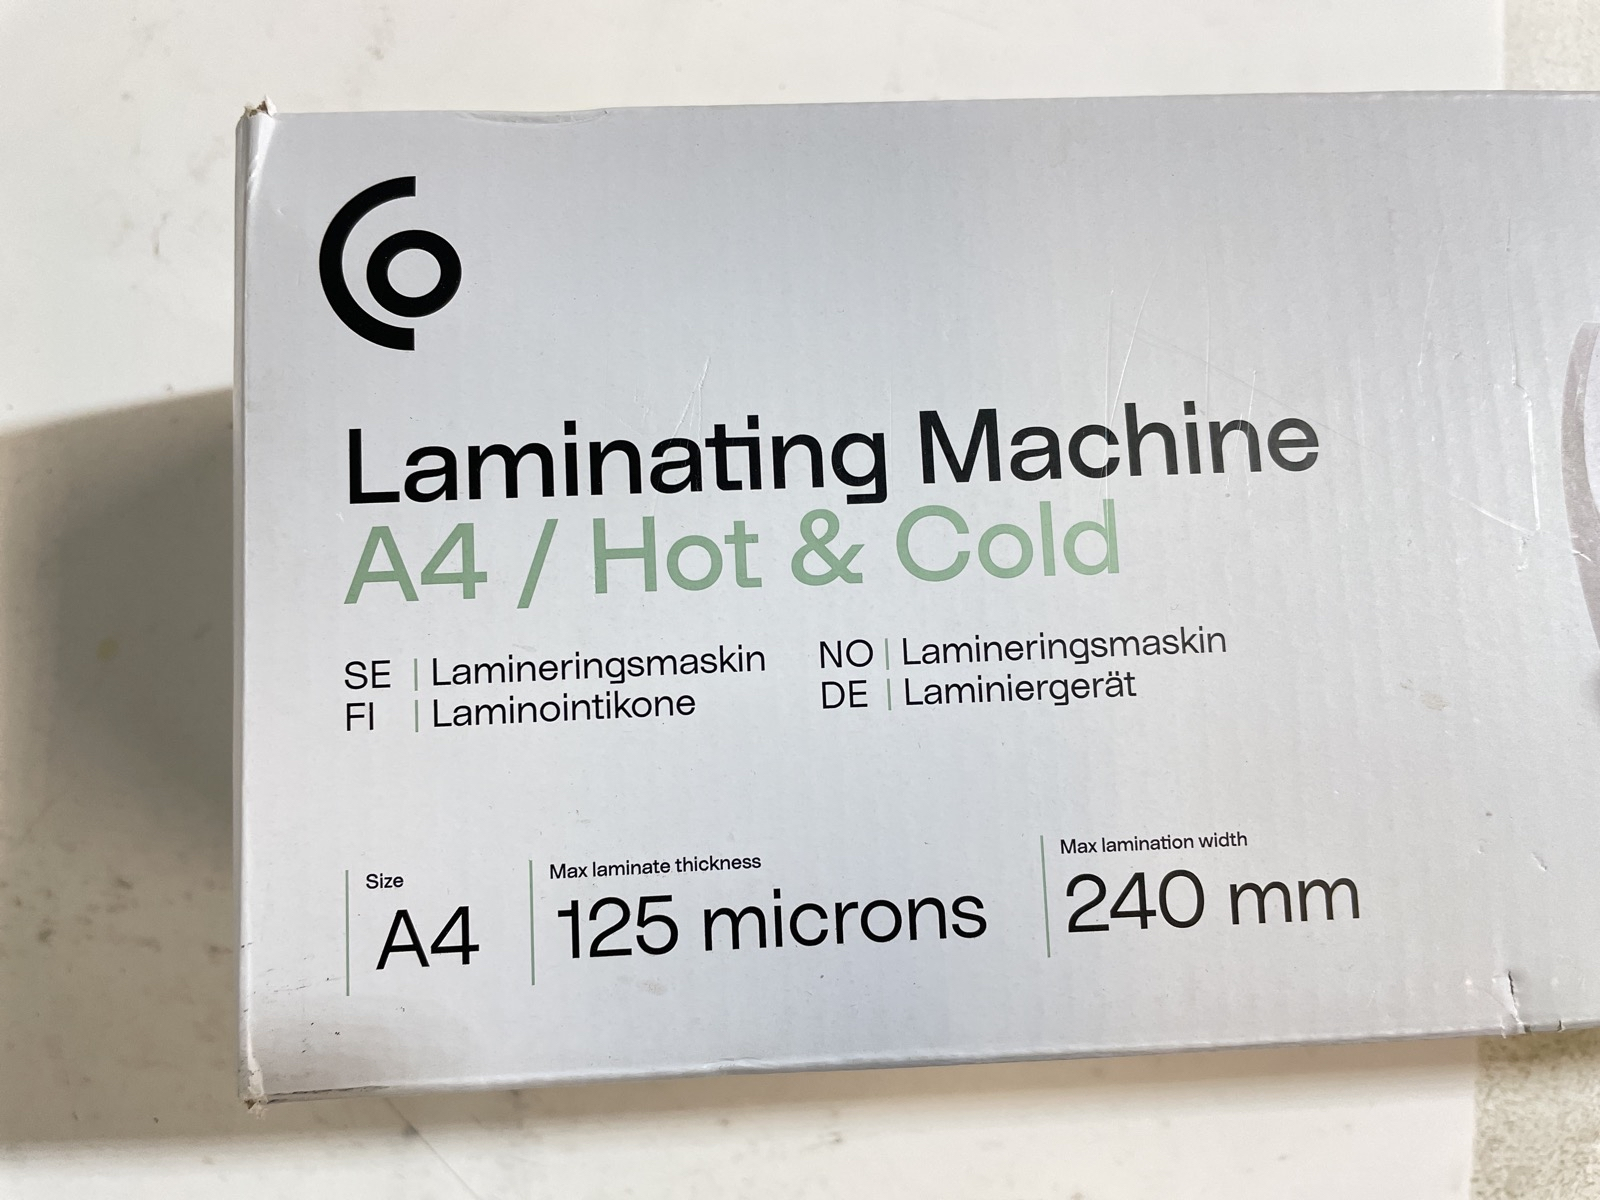 Co
Laminating Machine
A4 / Hot & Cold
SE | Lamineringsmaskin
FI | Laminointikone
NO | Lamineringsmaskin
DE | Laminiergerät
Size
A4
Max laminate thickness
125 microns
Max lamination width
240 mm